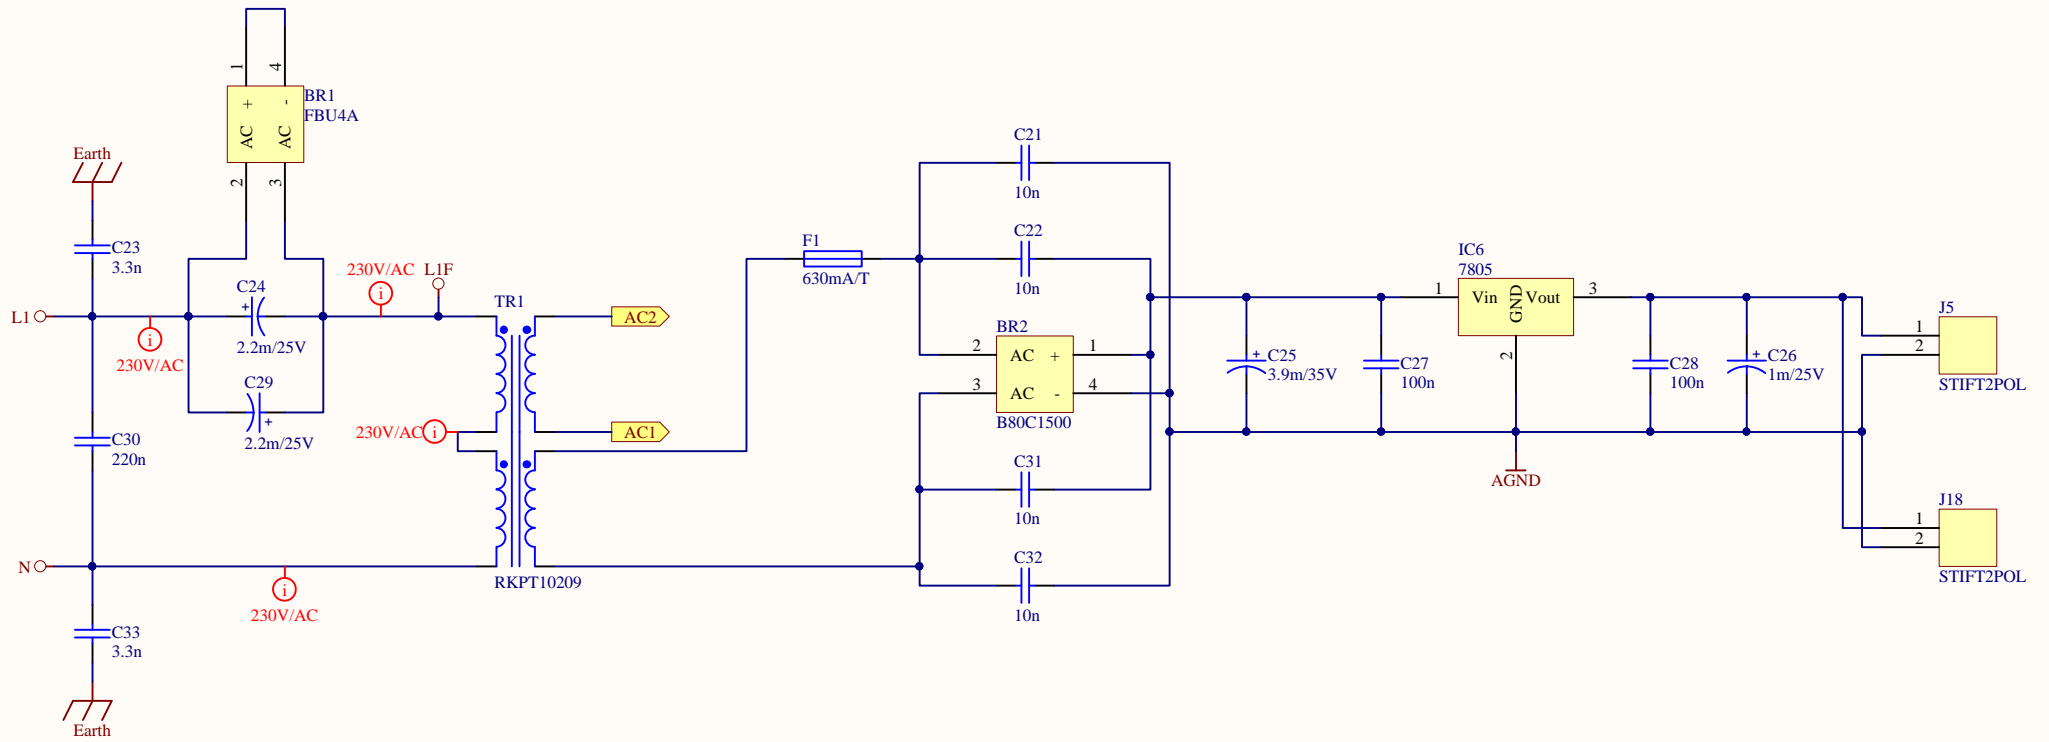 1
4
BR1
FBU4A
+
-
AC
AC
2
3
Earth
C23
3.3n
C24
+
2.2m/25V
C29
+
2.2m/25V
L1
230V/AC
230V/AC
L1F
230V/AC
C30
220n
N
230V/AC
C33
3.3n
Earth
TR1
AC2
AC1
RKPT10209
F1
630mA/T
C21
10n
C22
10n
BR2
2 AC + 1
3 AC - 4
B80C1500
C31
10n
C32
10n
+ C25
3.9m/35V
C27
100n
IC6
7805
1 Vin GND Vout 3
2
AGND
C28
100n
+ C26
1m/25V
J5
1
2
STIFT2POL
J18
1
2
STIFT2POL